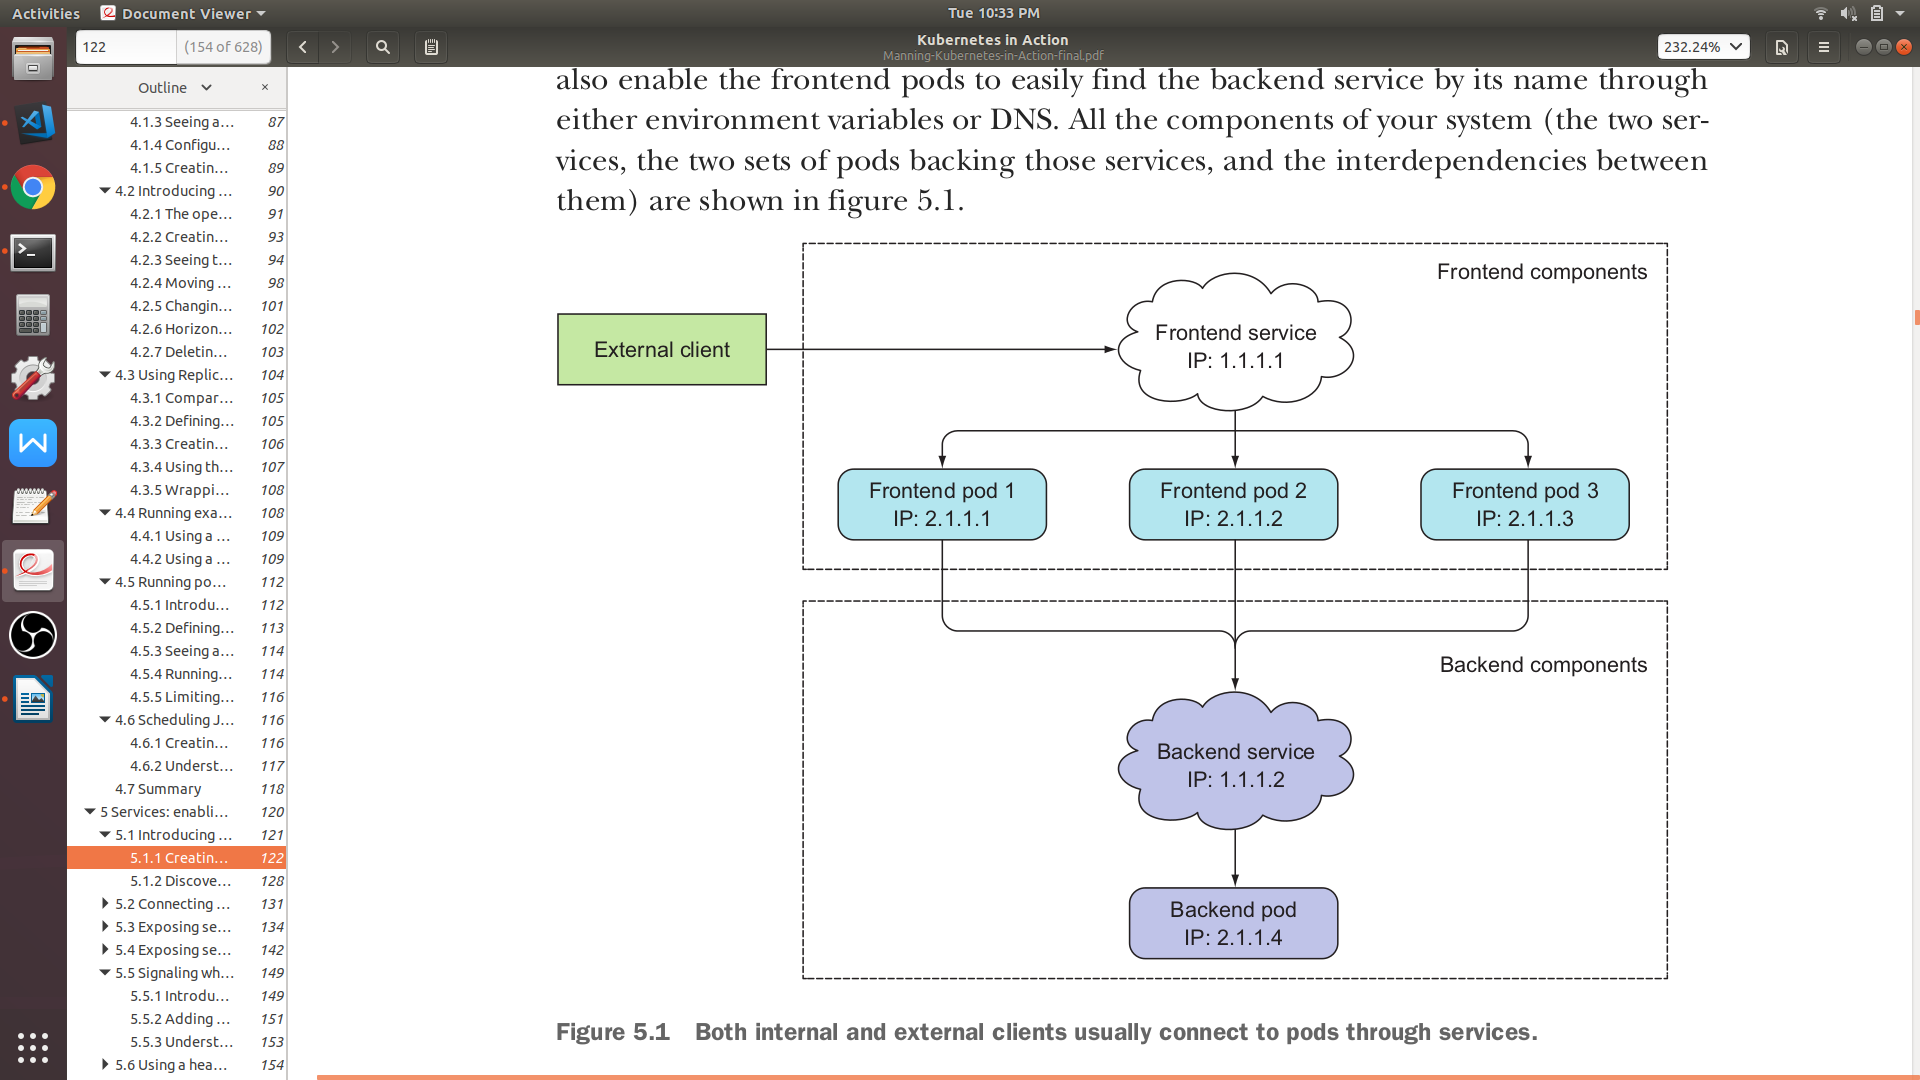 Activities
Document Viewer
Tue 10:33 PM
122
(154 of 628)
Kubernetes in Action
Manning-Kubernetes-in-Action-final.pdf
232.24%
Outline
4.1.3 Seeing a... 87
4.1.4 Configu... 88
4.1.5 Creatin... 89
4.2 Introducing ... 90
4.2.1 The ope... 91
4.2.2 Creatin... 93
4.2.3 Seeing t... 94
4.2.4 Moving ... 98
4.2.5 Changin... 101
4.2.6 Horizon... 102
4.2.7 Deletin... 103
4.3 Using Replic... 104
4.3.1 Compar... 105
4.3.2 Defining... 105
4.3.3 Creatin... 106
4.3.4 Using th... 107
4.3.5 Wrappi... 108
4.4 Running exa... 108
4.4.1 Using a ... 109
4.4.2 Using a ... 109
4.5 Running po... 112
4.5.1 Introdu... 112
4.5.2 Defining... 113
4.5.3 Seeing a... 114
4.5.4 Running... 114
4.5.5 Limiting... 116
4.6 Scheduling J... 116
4.6.1 Creatin... 116
4.6.2 Underst... 117
4.7 Summary 118
5 Services: enabli... 120
5.1 Introducing ... 121
5.1.1 Creatin... 122
5.1.2 Discove... 128
5.2 Connecting ... 131
5.3 Exposing se... 134
5.4 Exposing se... 142
5.5 Signaling wh... 149
5.5.1 Introdu... 149
5.5.2 Adding ... 151
5.5.3 Underst... 153
5.6 Using a hea... 154
also enable the frontend pods to easily find the backend service by its name through
either environment variables or DNS. All the components of your system (the two ser-
vices, the two sets of pods backing those services, and the interdependencies between
them) are shown in figure 5.1.
Frontend components
External client
Frontend service
IP: 1.1.1.1
Frontend pod 1
IP: 2.1.1.1
Frontend pod 2
IP: 2.1.1.2
Frontend pod 3
IP: 2.1.1.3
Backend components
Backend service
IP: 1.1.1.2
Backend pod
IP: 2.1.1.4
Figure 5.1 Both internal and external clients usually connect to pods through services.